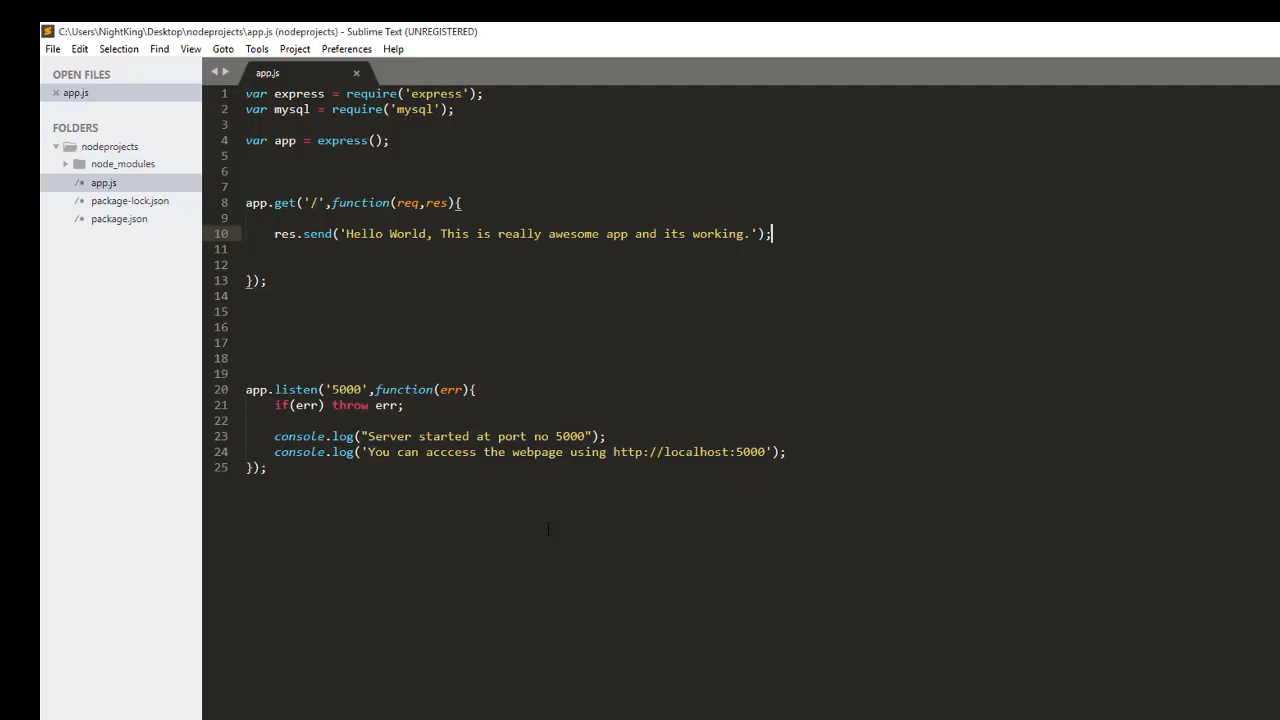 C:\Users\NightKing\Desktop\nodeprojects\app.js (nodeprojects) - Sublime Text (UNREGISTERED)
File Edit Selection Find View Goto Tools Project Preferences Help
OPEN FILES
app.js
FOLDERS
nodeprojects
node_modules
app.js
package-lock.json
package.json
app.js
1 var express = require('express');
2 var mysql = require('mysql');
3
4 var app = express();
5
6
7
8 app.get('/',function(req,res){
9
10 res.send('Hello World, This is really awesome app and its working.');
11
12
13 });
14
15
16
17
18
19
20 app.listen('5000',function(err){
21 if(err) throw err;
22
23 console.log("Server started at port no 5000");
24 console.log('You can acccess the webpage using http://localhost:5000');
25 });